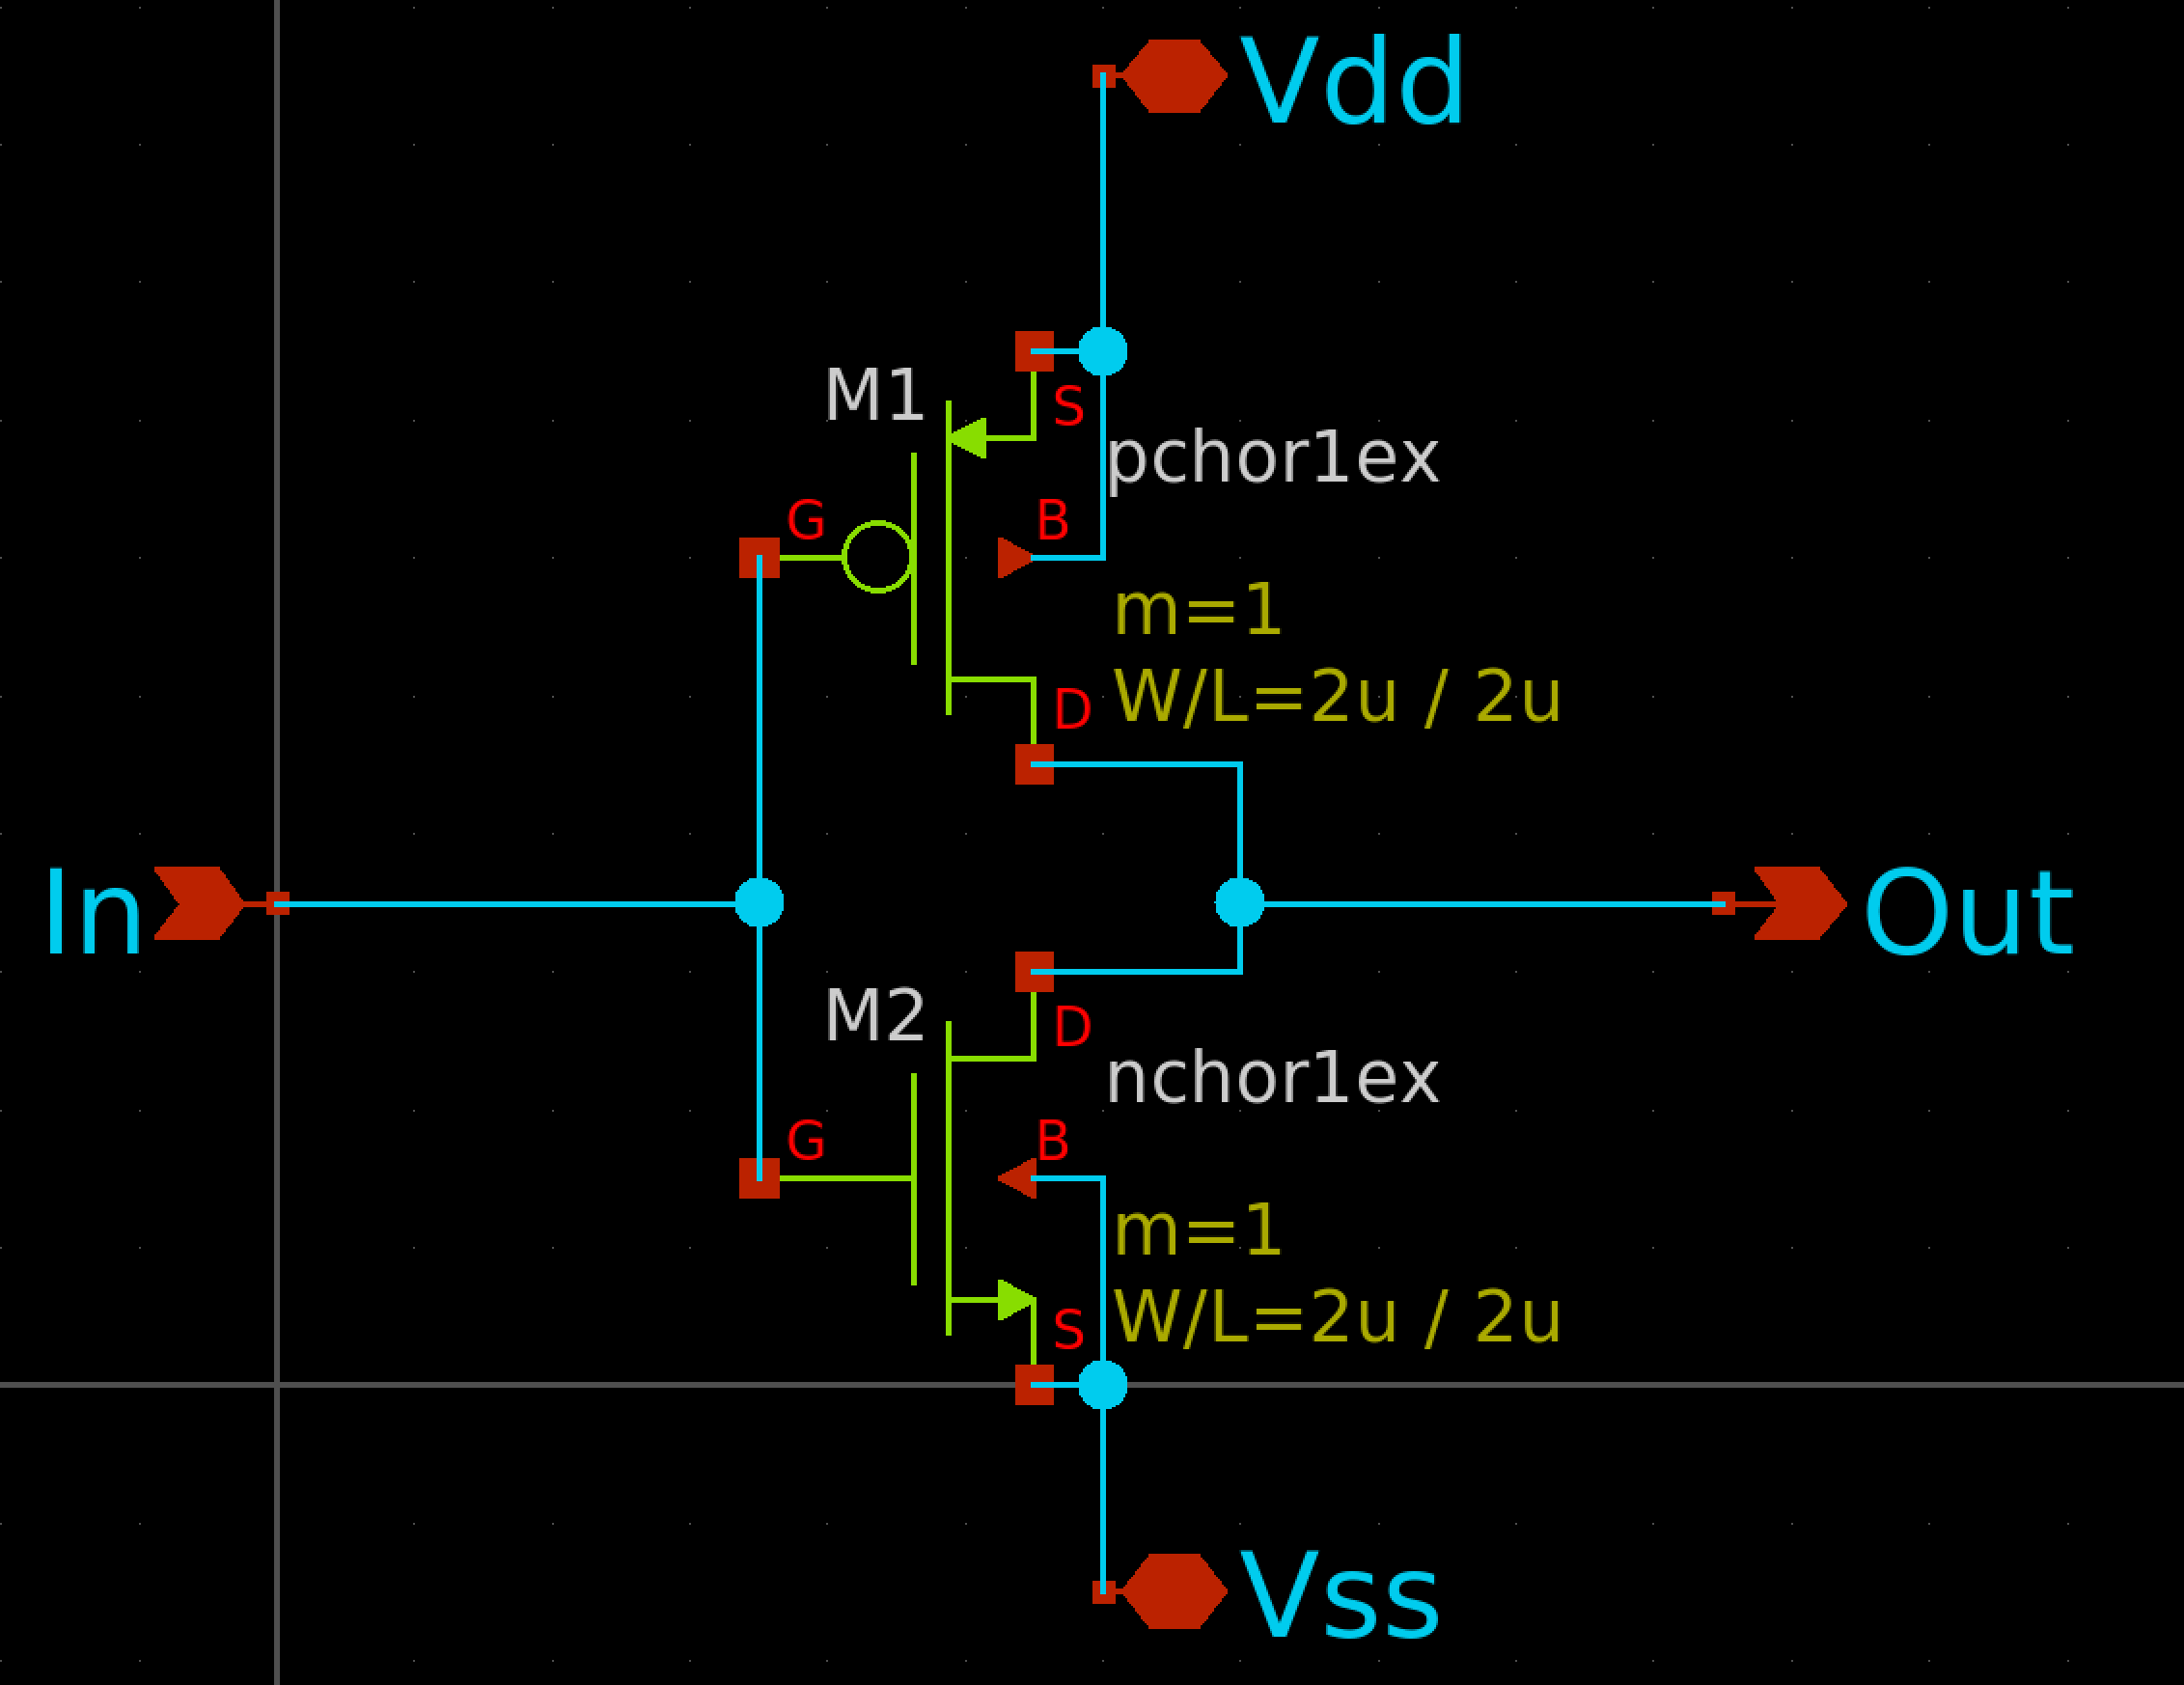 Vdd
M1
S
pchor1ex
G
B
m=1
W/L=2u / 2u
D
In
Out
M2
D
nchor1ex
G
B
m=1
W/L=2u / 2u
S
Vss